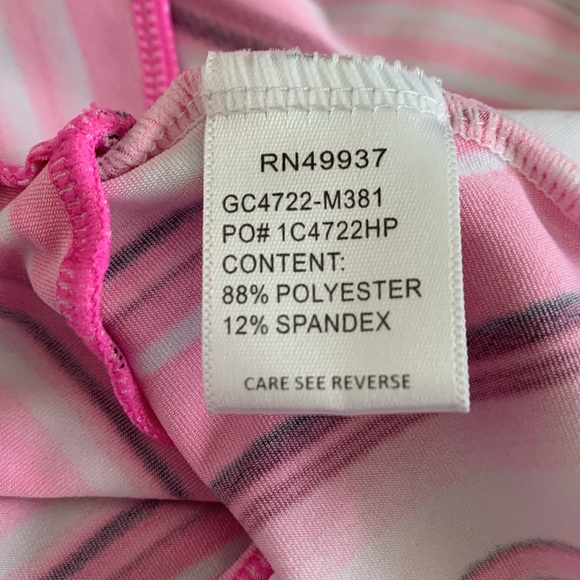 RN49937
GC4722-M381
PO# 1C4722HP
CONTENT:
88% POLYESTER
12% SPANDEX
CARE SEE REVERSE